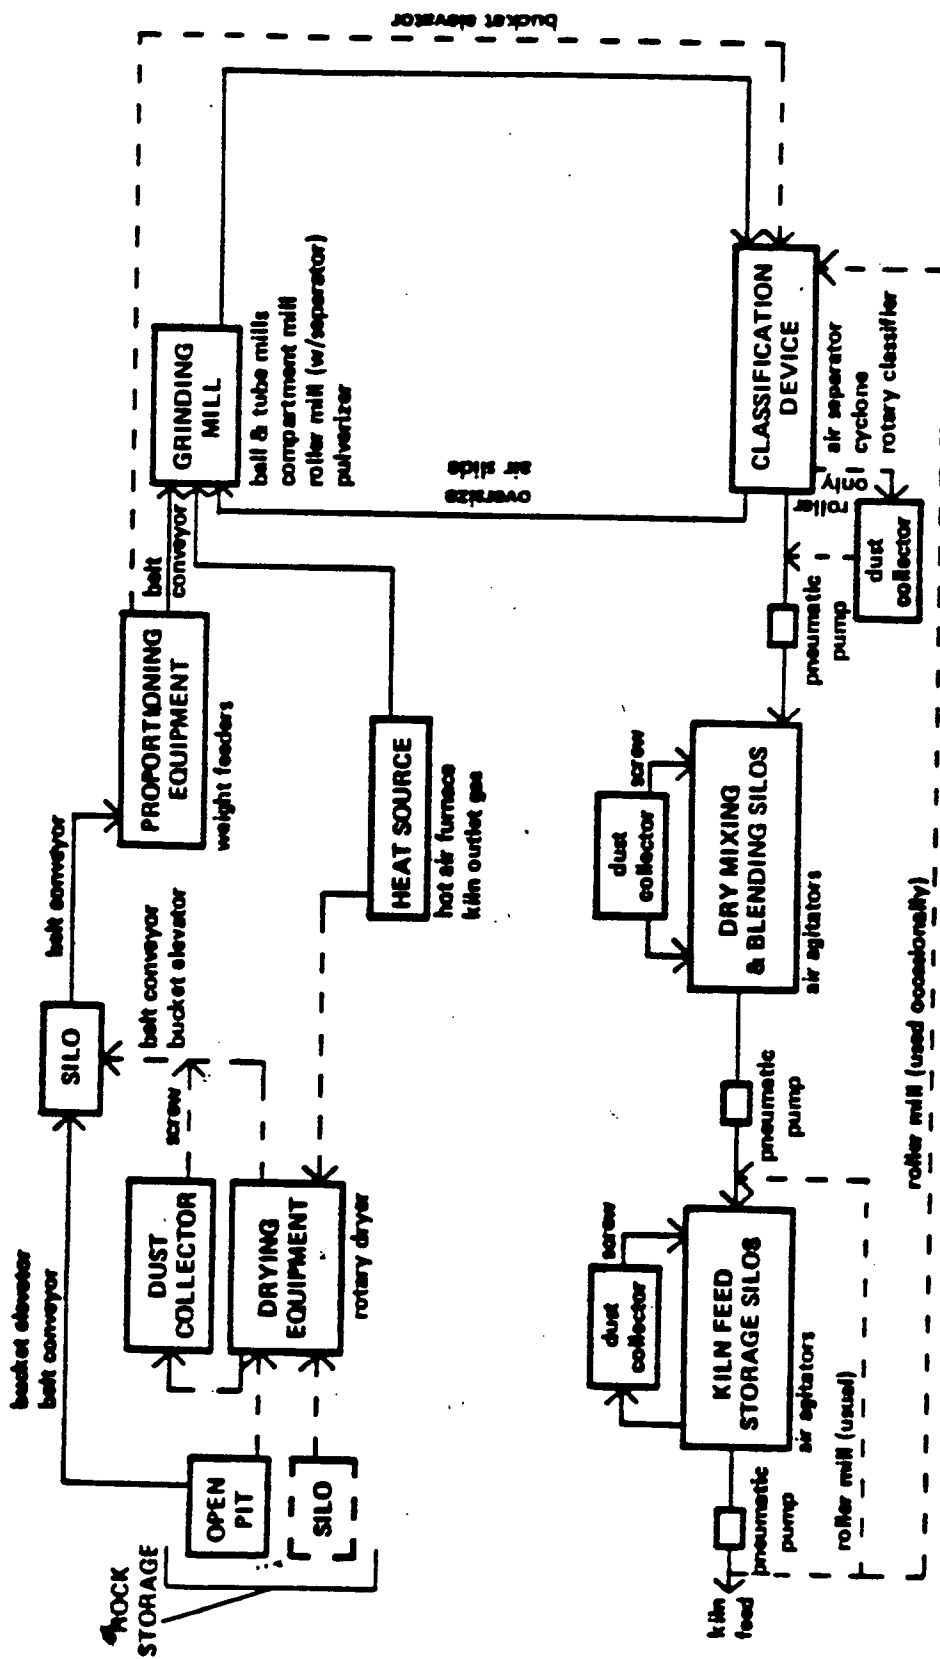 ROCK
STORAGE
OPEN
PIT
SILO
bucket elevator
belt conveyor
DUST
COLLECTOR
DRYING
EQUIPMENT
rotary dryer
screw
belt conveyor
bucket elevator
SILO
belt conveyor
PROPORTIONING
EQUIPMENT
weight feeders
HEAT SOURCE
hot air furnace
kiln outlet gas
belt
conveyor
GRINDING
MILL
ball & tube mills
compartment mill
roller mill (w/separator)
pulverizer
bucket elevator
oversize
air slide
CLASSIFICATION
DEVICE
air separator
cyclone
rotary classifier
roller
only
dust
collector
pneumatic
pump
DRY MIXING
& BLENDING SILOS
air agitators
dust
collector
screw
pneumatic
pump
KILN FEED
STORAGE SILOS
air agitators
dust
collector
screw
pneumatic
pump
kiln
feed
roller mill (usual)
roller mill (used occasionally)